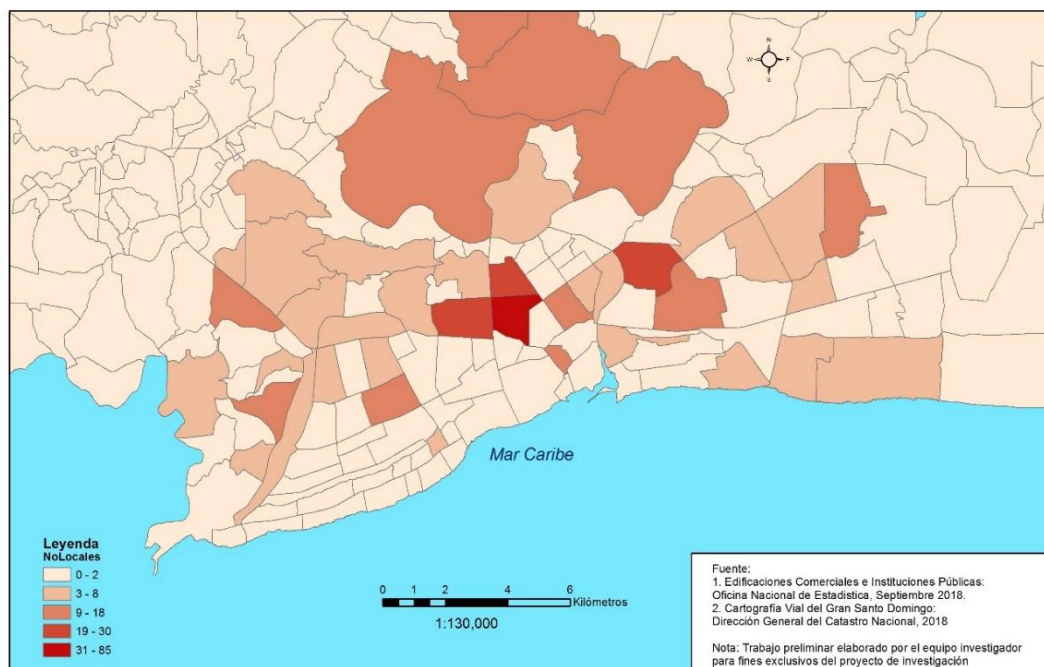 N
W E
S
Mar Caribe
Leyenda
NoLocales
0 - 2
3 - 8
9 - 18
19 - 30
31 - 85
0 2 4 6
Kilómetros
1:130,000
Fuente:
1. Edificaciones Comerciales e Instituciones Públicas:
Oficina Nacional de Estadistica, Septiembre 2018.
2. Cartografía Vial del Gran Santo Domingo:
Dirección General del Catastro Nacional, 2018
Nota: Trabajo preliminar elaborado por el equipo investigador
para fines exclusivos del proyecto de investigación